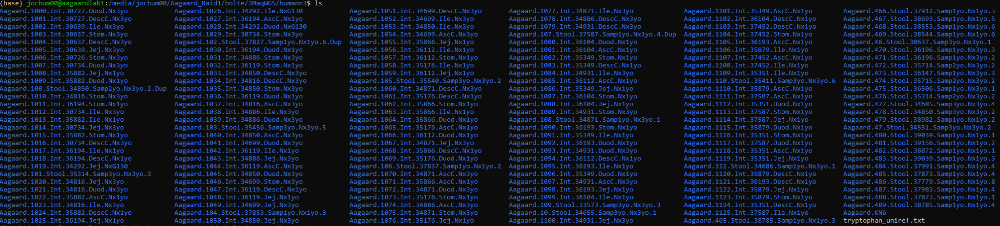 (base) jochum00@aagaardlab1:/media/jochum00/Aagaard_Raid1/bolte/JMaqWGS/humann3$ ls
Aagaard.1000.Int.30727.Duod.Nx3yo Aagaard.1026.Int.34292.Ile.NxG130 Aagaard.1051.Int.34699.DescC.Nx3yo Aagaard.1077.Int.34871.Ile.Nx3yo Aagaard.1101.Int.35349.AscC.Nx1yo Aagaard.466.Stool.37912.Samp1yo.Nx1yo.3
Aagaard.1001.Int.30727.DescC.Nx3yo Aagaard.1027.Int.36194.AscC.Nx1yo Aagaard.1052.Int.34699.Ile.Nx3yo Aagaard.1078.Int.34886.DescC.Nx3yo Aagaard.1102.Int.36104.DescC.Nx1yo Aagaard.467.Stool.38693.Samp1yo.Nx1yo.5
Aagaard.1002.Int.30639.Ile.Nx3yo Aagaard.1028.Int.34292.Duod.NxG130 Aagaard.1053.Int.34850.Ile.Nx3yo Aagaard.1079.Int.34931.DescC.Nx3yo Aagaard.1103.Int.37452.DescC.Nx1yo Aagaard.468.Stool.38553.Samp1yo.Nx1yo.6
Aagaard.1003.Int.30637.Stom.Nx3yo Aagaard.1029.Int.30734.Stom.Nx3yo Aagaard.1054.Int.34699.AscC.Nx3yo Aagaard.107.Stool.37587.Samp1yo.Nx1yo.4.Dup Aagaard.1104.Int.37452.Stom.Nx1yo Aagaard.469.Stool.38544.Samp1yo.Nx1yo.6
Aagaard.1004.Int.30637.DescC.Nx3yo Aagaard.102.Stool.37827.Samp1yo.Nx1yo.6.Dup Aagaard.1055.Int.35866.Jej.Nx1yo Aagaard.1080.Int.36104.Duod.Nx1yo Aagaard.1105.Int.36193.AscC.Nx1yo Aagaard.46.Stool.30637.Samp3yo.Nx3yo.1
Aagaard.1005.Int.30639.Jej.Nx3yo Aagaard.1030.Int.36194.Duod.Nx1yo Aagaard.1056.Int.36112.Ile.Nx1yo Aagaard.1081.Int.36104.AscC.Nx1yo Aagaard.1106.Int.35879.Ile.Nx1yo Aagaard.470.Stool.36196.Samp1yo.Nx3yo.3
Aagaard.1006.Int.30726.Stom.Nx3yo Aagaard.1031.Int.34886.Stom.Nx3yo Aagaard.1057.Int.36112.Stom.Nx1yo Aagaard.1082.Int.35349.Stom.Nx1yo Aagaard.1107.Int.37452.AscC.Nx1yo Aagaard.471.Stool.36196.Samp1yo.Nx3yo.2
Aagaard.1007.Int.30734.Duod.Nx3yo Aagaard.1032.Int.36119.Stom.Nx1yo Aagaard.1058.Int.35176.Ile.Nx1yo Aagaard.1083.Int.35349.DescC.Nx1yo Aagaard.1108.Int.37452.Ile.Nx1yo Aagaard.472.Stool.35714.Samp2yo.Nx3yo.2
Aagaard.1008.Int.35882.Jej.Nx1yo Aagaard.1033.Int.34850.DescC.Nx3yo Aagaard.1059.Int.36112.Jej.Nx1yo Aagaard.1084.Int.34931.Ile.Nx3yo Aagaard.1109.Int.35351.Ile.Nx1yo Aagaard.473.Stool.36147.Samp1yo.Nx3yo.3
Aagaard.1009.Int.35882.Duod.Nx1yo Aagaard.1034.Int.34816.DescC.Nx3yo Aagaard.105.Stool.35540.Samp3yo.Nx3yo.2 Aagaard.1085.Int.36112.AscC.Nx1yo Aagaard.110.Stool.35411.Samp3yo.Nx3yo.6 Aagaard.474.Stool.35715.Samp2yo.Nx3yo.2
Aagaard.100.Stool.34850.Samp2yo.Nx3yo.2.Dup Aagaard.1035.Int.34850.Stom.Nx3yo Aagaard.1060.Int.34871.DescC.Nx3yo Aagaard.1086.Int.35349.Jej.Nx1yo Aagaard.1110.Int.35879.AscC.Nx1yo Aagaard.475.Stool.36506.Samp1yo.Nx3yo.1
Aagaard.1010.Int.34816.Stom.Nx3yo Aagaard.1036.Int.36119.Duod.Nx1yo Aagaard.1061.Int.35176.DescC.Nx1yo Aagaard.1087.Int.36104.Stom.Nx1yo Aagaard.1111.Int.37587.AscC.Nx1yo Aagaard.476.Stool.35314.Samp2yo.Nx3yo.2
Aagaard.1011.Int.36194.Stom.Nx1yo Aagaard.1037.Int.34816.AscC.Nx3yo Aagaard.1062.Int.35866.Stom.Nx1yo Aagaard.1088.Int.36104.Jej.Nx1yo Aagaard.1112.Int.35351.Duod.Nx1yo Aagaard.477.Stool.34685.Samp3yo.Nx3yo.4
Aagaard.1012.Int.30734.Ile.Nx3yo Aagaard.1038.Int.34886.Ile.Nx3yo Aagaard.1063.Int.35866.Ile.Nx1yo Aagaard.1089.Int.34931.Stom.Nx3yo Aagaard.1113.Int.37587.Stom.Nx1yo Aagaard.478.Stool.34850.Samp2yo.Nx3yo.2
Aagaard.1013.Int.35882.Ile.Nx1yo Aagaard.1039.Int.34886.Duod.Nx3yo Aagaard.1064.Int.35866.Duod.Nx1yo Aagaard.108.Stool.34871.Samp1yo.Nx3yo.1 Aagaard.1114.Int.37587.Jej.Nx1yo Aagaard.479.Stool.38982.Samp1yo.Nx1yo.2
Aagaard.1014.Int.30734.Jej.Nx3yo Aagaard.103.Stool.35456.Samp3yo.Nx3yo.5 Aagaard.1065.Int.35176.AscC.Nx1yo Aagaard.1090.Int.36193.Stom.Nx1yo Aagaard.1115.Int.35879.Duod.Nx1yo Aagaard.47.Stool.34551.Samp3yo.Nx3yo.2
Aagaard.1015.Int.35882.Stom.Nx1yo Aagaard.1040.Int.34850.AscC.Nx3yo Aagaard.1066.Int.36112.Duod.Nx1yo Aagaard.1091.Int.35349.Ile.Nx1yo Aagaard.1116.Int.35351.Stom.Nx1yo Aagaard.480.Stool.39039.Samp1yo.Nx1yo.1
Aagaard.1016.Int.30734.DescC.Nx3yo Aagaard.1041.Int.34699.Duod.Nx3yo Aagaard.1067.Int.34871.Jej.Nx3yo Aagaard.1092.Int.36193.Duod.Nx1yo Aagaard.1117.Int.37587.Duod.Nx1yo Aagaard.481.Stool.39156.Samp1yo.Nx1yo.2
Aagaard.1017.Int.36194.Ile.Nx1yo Aagaard.1042.Int.36119.Ile.Nx1yo Aagaard.1068.Int.35866.DescC.Nx1yo Aagaard.1093.Int.34931.Duod.Nx3yo Aagaard.1118.Int.35351.AscC.Nx1yo Aagaard.482.Stool.38872.Samp1yo.Nx1yo.1
Aagaard.1018.Int.36194.DescC.Nx1yo Aagaard.1043.Int.34886.Jej.Nx3yo Aagaard.1069.Int.35176.Duod.Nx1yo Aagaard.1094.Int.36112.DescC.Nx1yo Aagaard.1119.Int.35351.Jej.Nx1yo Aagaard.483.Stool.39039.Samp1yo.Nx1yo.3
Aagaard.1019.Int.34292.Jej.NxG130 Aagaard.1044.Int.36119.AscC.Nx1yo Aagaard.106.Stool.37837.Samp1yo.Nx1yo.2 Aagaard.1095.Int.36193.Ile.Nx1yo Aagaard.111.Stool.34686.Samp1yo.Nx3yo.1 Aagaard.484.Stool.37991.Samp1yo.Nx1yo.4
Aagaard.101.Stool.35314.Samp3yo.Nx3yo.3 Aagaard.1045.Int.34850.Duod.Nx3yo Aagaard.1070.Int.34871.AscC.Nx3yo Aagaard.1096.Int.35349.Duod.Nx1yo Aagaard.1120.Int.35879.DescC.Nx1yo Aagaard.485.Stool.37873.Samp1yo.Nx1yo.4
Aagaard.1020.Int.34816.Jej.Nx3yo Aagaard.1046.Int.34699.Stom.Nx3yo Aagaard.1071.Int.35866.AscC.Nx1yo Aagaard.1097.Int.34931.AscC.Nx3yo Aagaard.1121.Int.36193.DescC.Nx1yo Aagaard.486.Stool.37779.Samp1yo.Nx1yo.8
Aagaard.1021.Int.34816.Duod.Nx3yo Aagaard.1047.Int.36119.DescC.Nx1yo Aagaard.1072.Int.34871.Duod.Nx3yo Aagaard.1098.Int.36193.Jej.Nx1yo Aagaard.1122.Int.35879.Jej.Nx1yo Aagaard.487.Stool.37983.Samp1yo.Nx1yo.4
Aagaard.1022.Int.35882.AscC.Nx1yo Aagaard.1048.Int.36119.Jej.Nx1yo Aagaard.1073.Int.35176.Stom.Nx1yo Aagaard.1099.Int.36104.Ile.Nx1yo Aagaard.1123.Int.35879.Stom.Nx1yo Aagaard.488.Stool.37873.Samp1yo.Nx1yo.1
Aagaard.1023.Int.34816.Ile.Nx3yo Aagaard.1049.Int.34699.Jej.Nx3yo Aagaard.1074.Int.34886.AscC.Nx3yo Aagaard.109.Stool.33573.Samp3yo.Nx3yo.3 Aagaard.1124.Int.35351.DescC.Nx1yo Aagaard.489.Stool.38785.Samp1yo.Nx1yo.4
Aagaard.1024.Int.35882.DescC.Nx1yo Aagaard.104.Stool.37853.Samp1yo.Nx1yo.3 Aagaard.1075.Int.34871.Stom.Nx3yo Aagaard.10.Stool.34655.Samp3yo.Nx3yo.1 Aagaard.1125.Int.37587.Ile.Nx1yo Aagaard.KN6
Aagaard.1025.Int.36194.Jej.Nx1yo Aagaard.1050.Int.34850.Jej.Nx3yo Aagaard.1076.Int.35176.Jej.Nx1yo Aagaard.1100.Int.34931.Jej.Nx3yo Aagaard.465.Stool.38785.Samp1yo.Nx1yo.3 tryptophan_uniref.txt